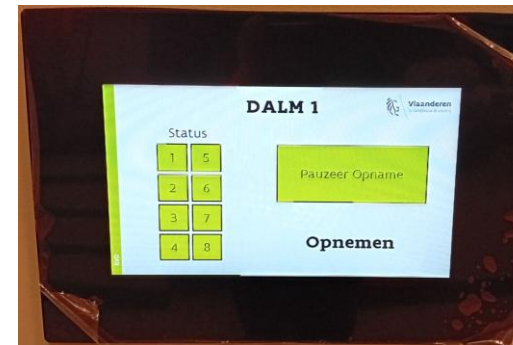 DALM 1
Vlaanderen
Status
1 5
2 6
3 7
4 8
Pauzeer Opname
Opnemen